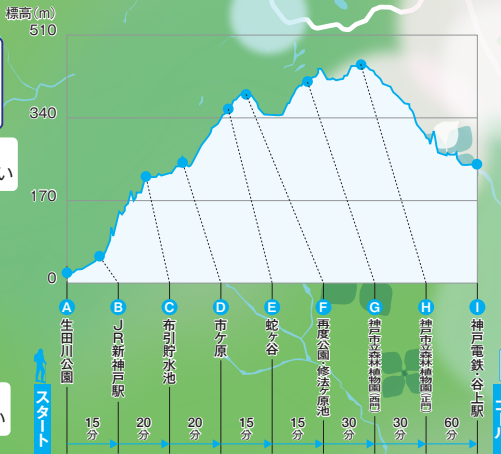 標高(m)
510
340
170
0
A
B
C
D
E
F
G
H
I
生田川公園
JR新神戸駅
布引貯水池
市ケ原
蛇ヶ谷
再度公園・修法ヶ原池
神戸市立森林植物園(西門)
神戸市立森林植物園(正門)
神戸電鉄・谷上駅
スタート
15分
20分
20分
15分
15分
30分
30分
60分
い